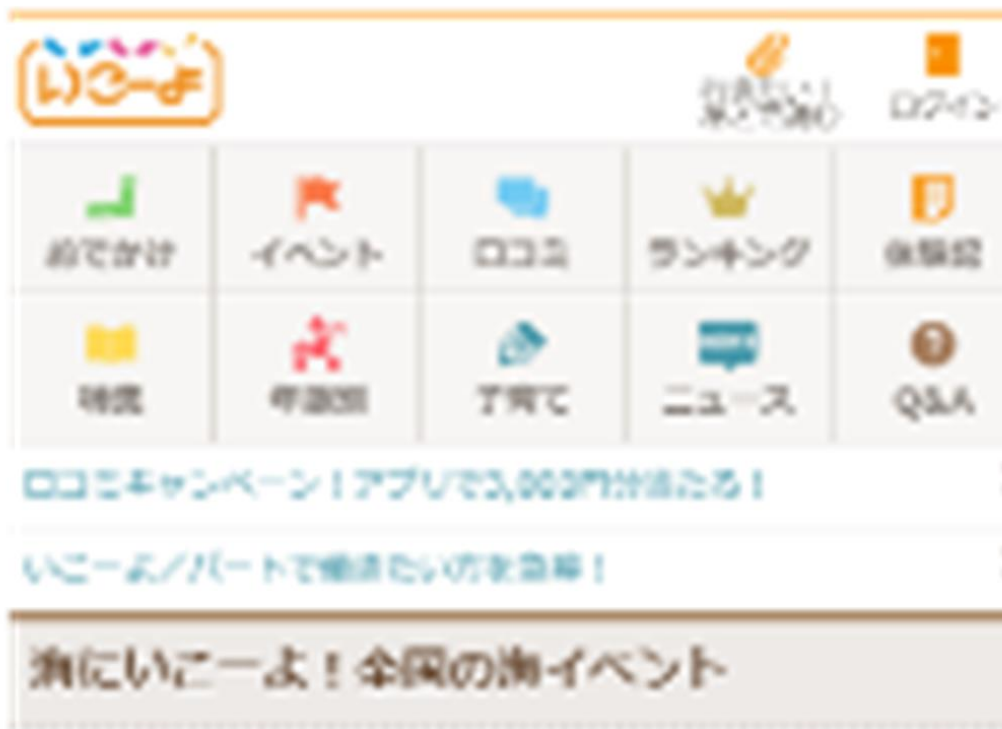 いこーよ
ログイン
おでかけ イベント 口コミ ランキング 体験記
特集 年齢別 子育て ニュース Q&A
口コミキャンペーン!アプリで3,000円分当たる!
いこーよ/パートで働きたい方を急募!
海にいこーよ!全国の海イベント